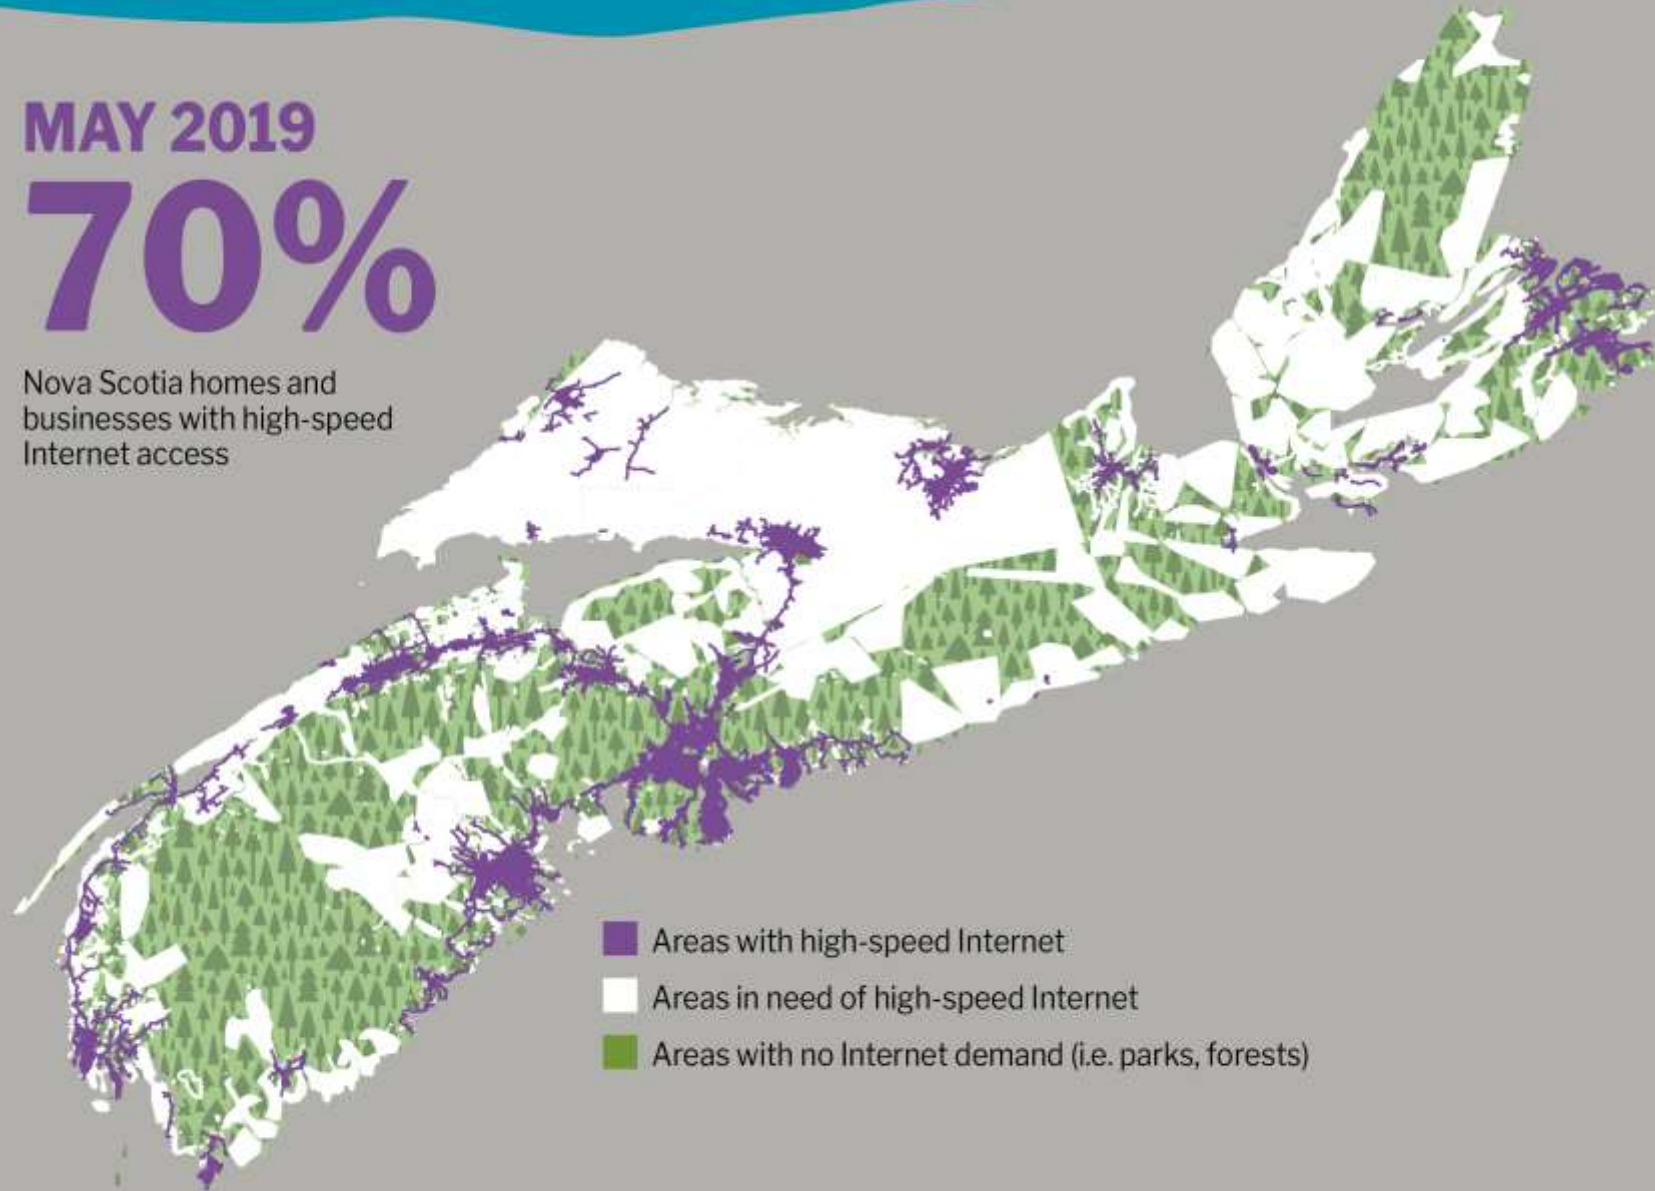 MAY 2019
70%
Nova Scotia homes and
businesses with high-speed
Internet access
Areas with high-speed Internet
Areas in need of high-speed Internet
Areas with no Internet demand (i.e. parks, forests)